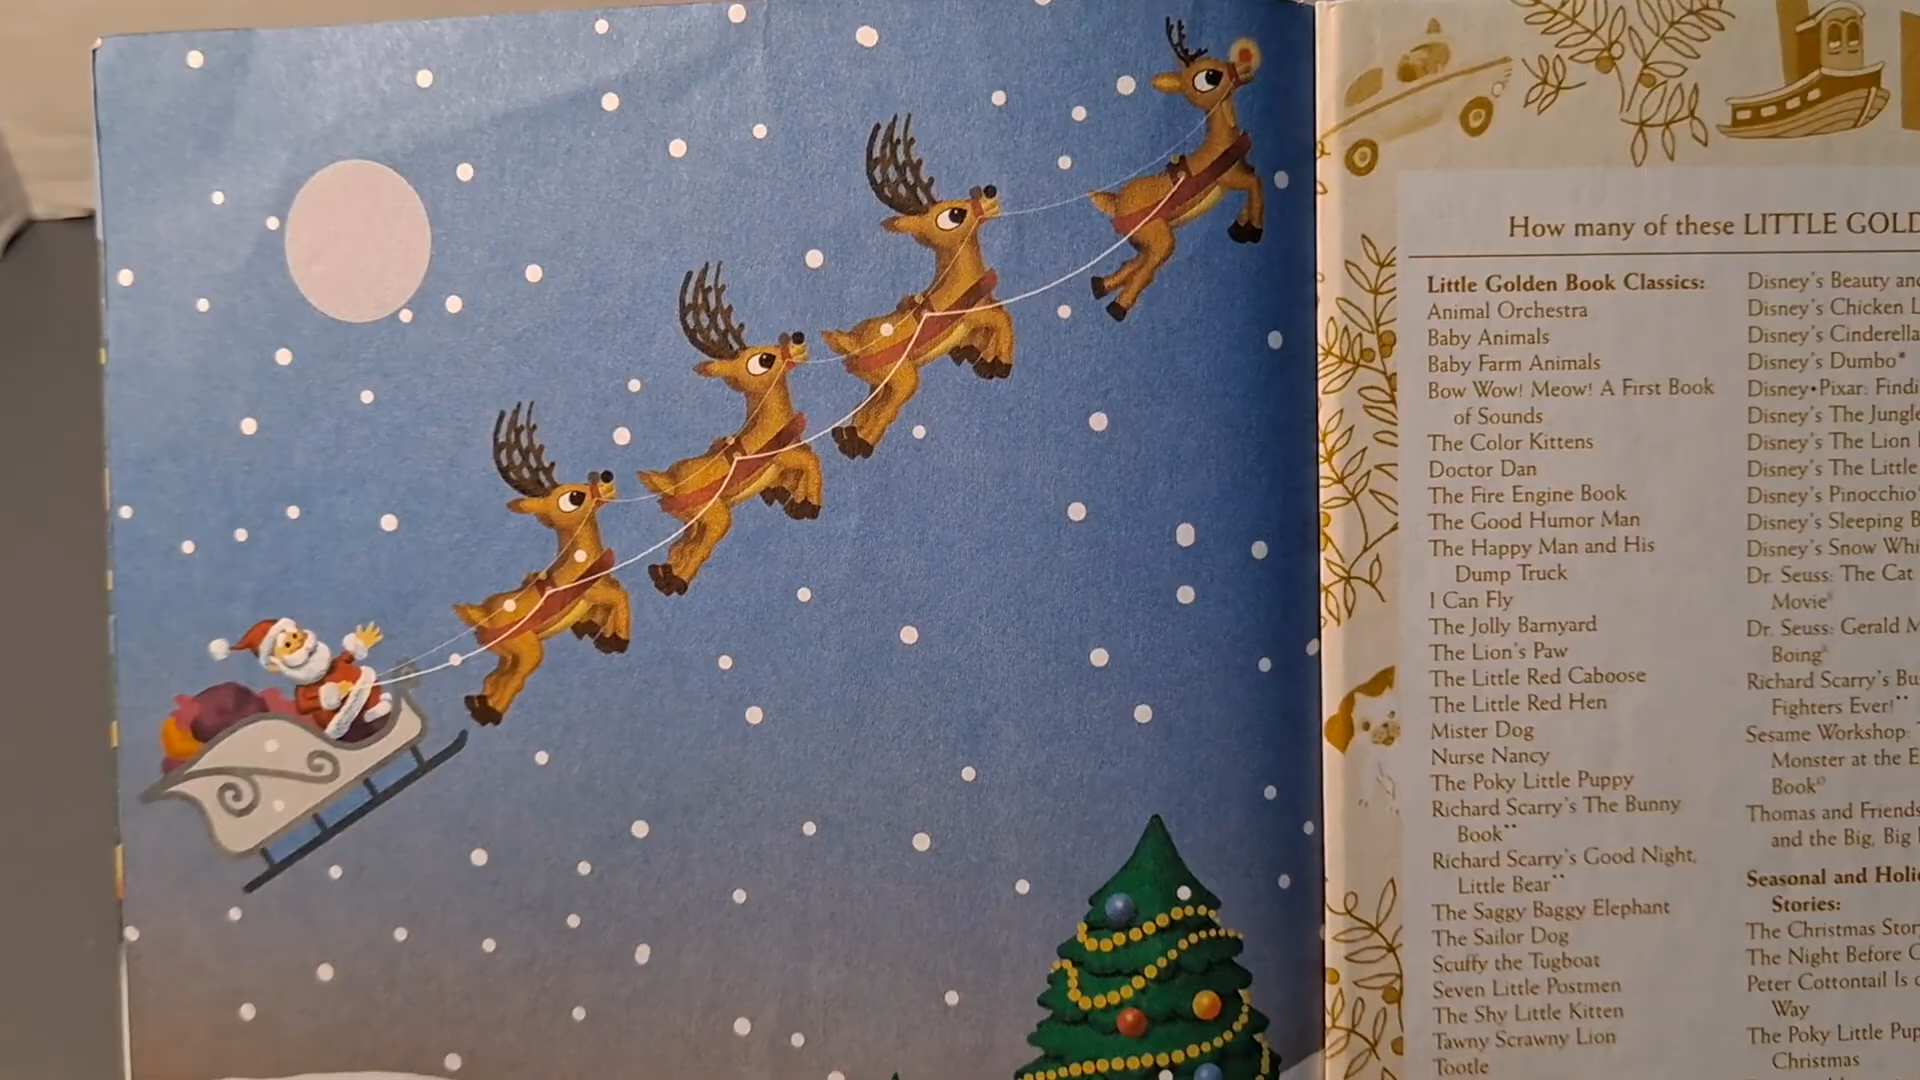 How many of these LITTLE GOLD
Little Golden Book Classics:
Animal Orchestra
Baby Animals
Baby Farm Animals
Bow Wow! Meow! A First Book
of Sounds
The Color Kittens
Doctor Dan
The Fire Engine Book
The Good Humor Man
The Happy Man and His
Dump Truck
I Can Fly
The Jolly Barnyard
The Lion's Paw
The Little Red Caboose
The Little Red Hen
Mister Dog
Nurse Nancy
The Poky Little Puppy
Richard Scarry's The Bunny
Book**
Richard Scarry's Good Night,
Little Bear**
The Saggy Baggy Elephant
The Sailor Dog
Scuffy the Tugboat
Seven Little Postmen
The Shy Little Kitten
Tawny Scrawny Lion
Tootle
Disney's Beauty and
Disney's Chicken L
Disney's Cinderella
Disney's Dumbo*
Disney•Pixar: Findi
Disney's The Jungle
Disney's The Lion
Disney's The Little
Disney's Pinocchio
Disney's Sleeping B
Disney's Snow Whi
Dr. Seuss: The Cat
Movie
Dr. Seuss: Gerald M
Boing
Richard Scarry's Bu
Fighters Ever!**
Sesame Workshop:
Monster at the E
Book
Thomas and Friends
and the Big, Big
Seasonal and Holi
Stories:
The Christmas Stor
The Night Before C
Peter Cottontail Is
Way
The Poky Little Pup
Christmas